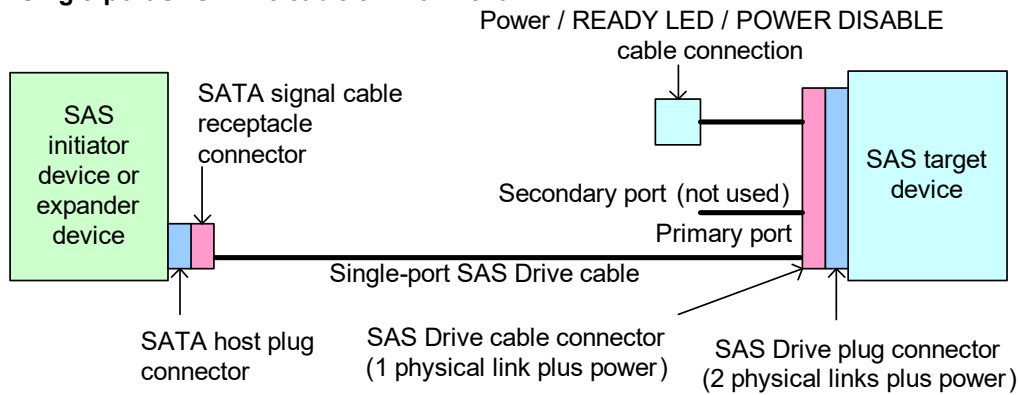 Power / READY LED / POWER DISABLE
cable connection
SAS
initiator
device or
expander
device
SATA signal cable
receptacle
connector
SAS target
device
Secondary port (not used)
Primary port
Single-port SAS Drive cable
SATA host plug
connector
SAS Drive cable connector
(1 physical link plus power)
SAS Drive plug connector
(2 physical links plus power)